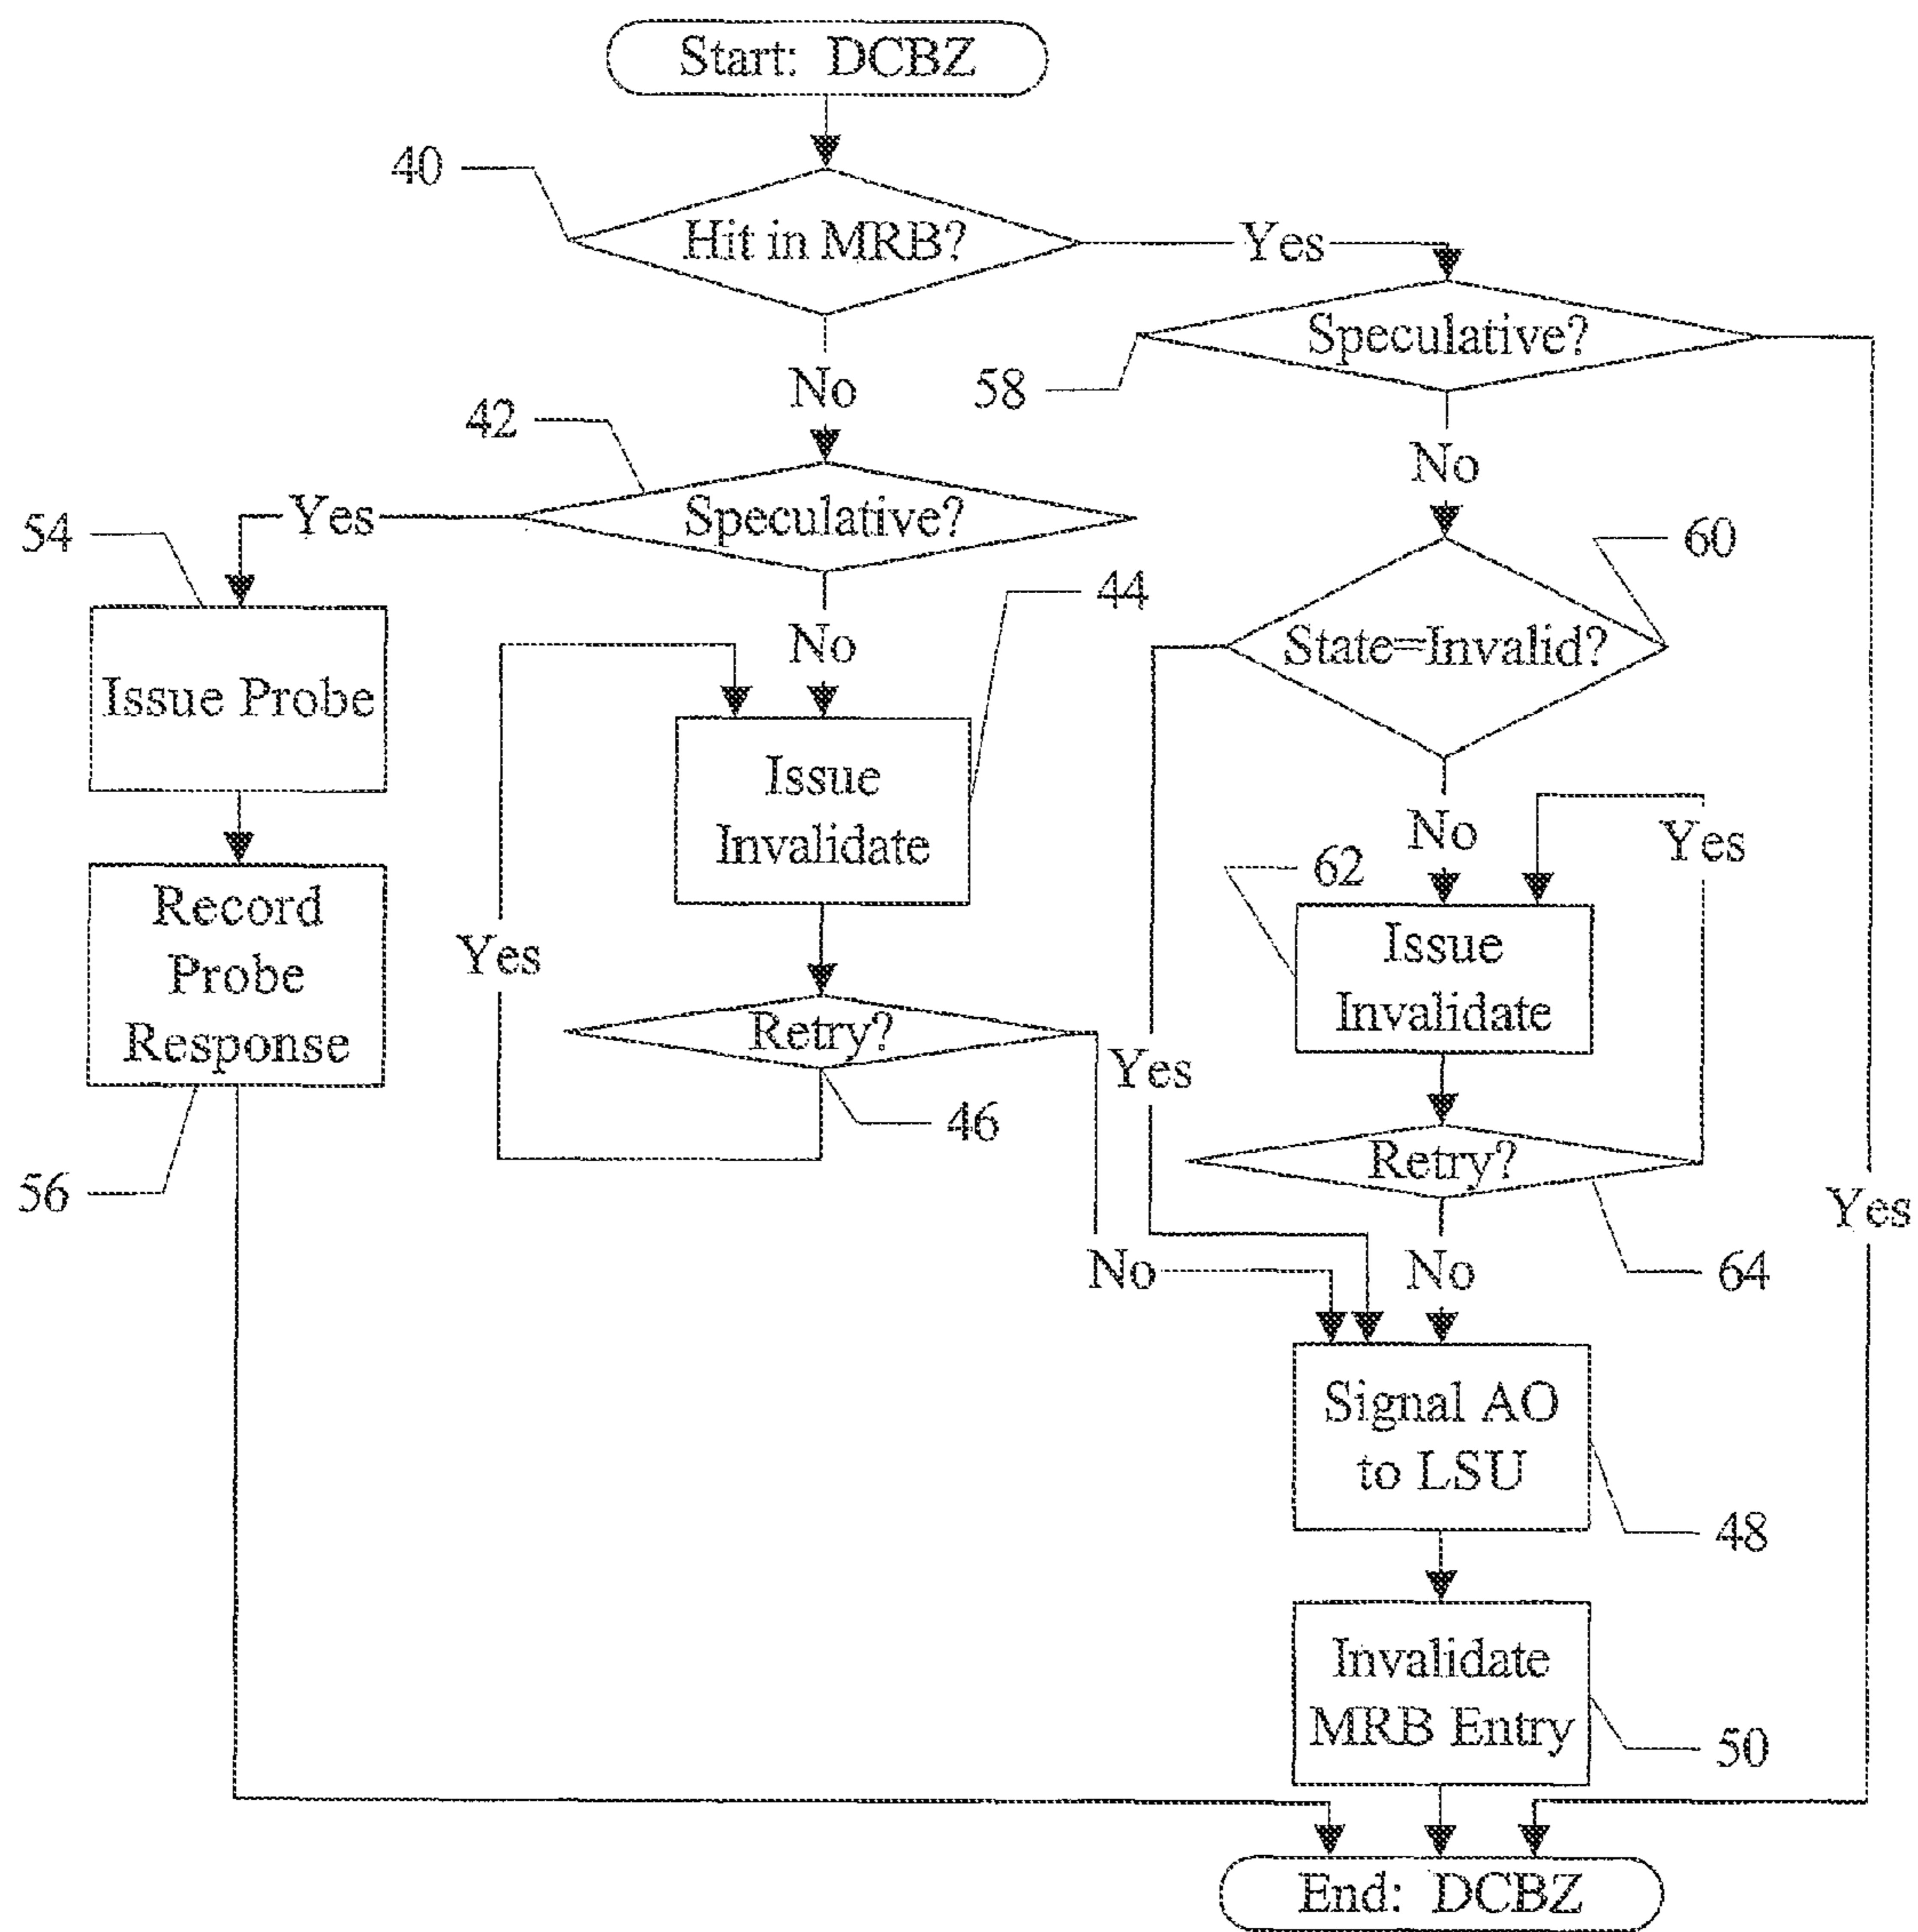 Start: DCBZ
40
Hit in MRB?
Yes
Speculative?
58
No
42
No
Speculative?
Yes
54
60
44
No
State=Invalid?
Issue Probe
Issue
Invalidate
No
Yes
62
Record
Probe
Response
Yes
Issue
Invalidate
Retry?
Yes
46
Retry?
56
Yes
No
No
64
Signal AO
to LSU
48
Invalidate
MRB Entry
50
End: DCBZ